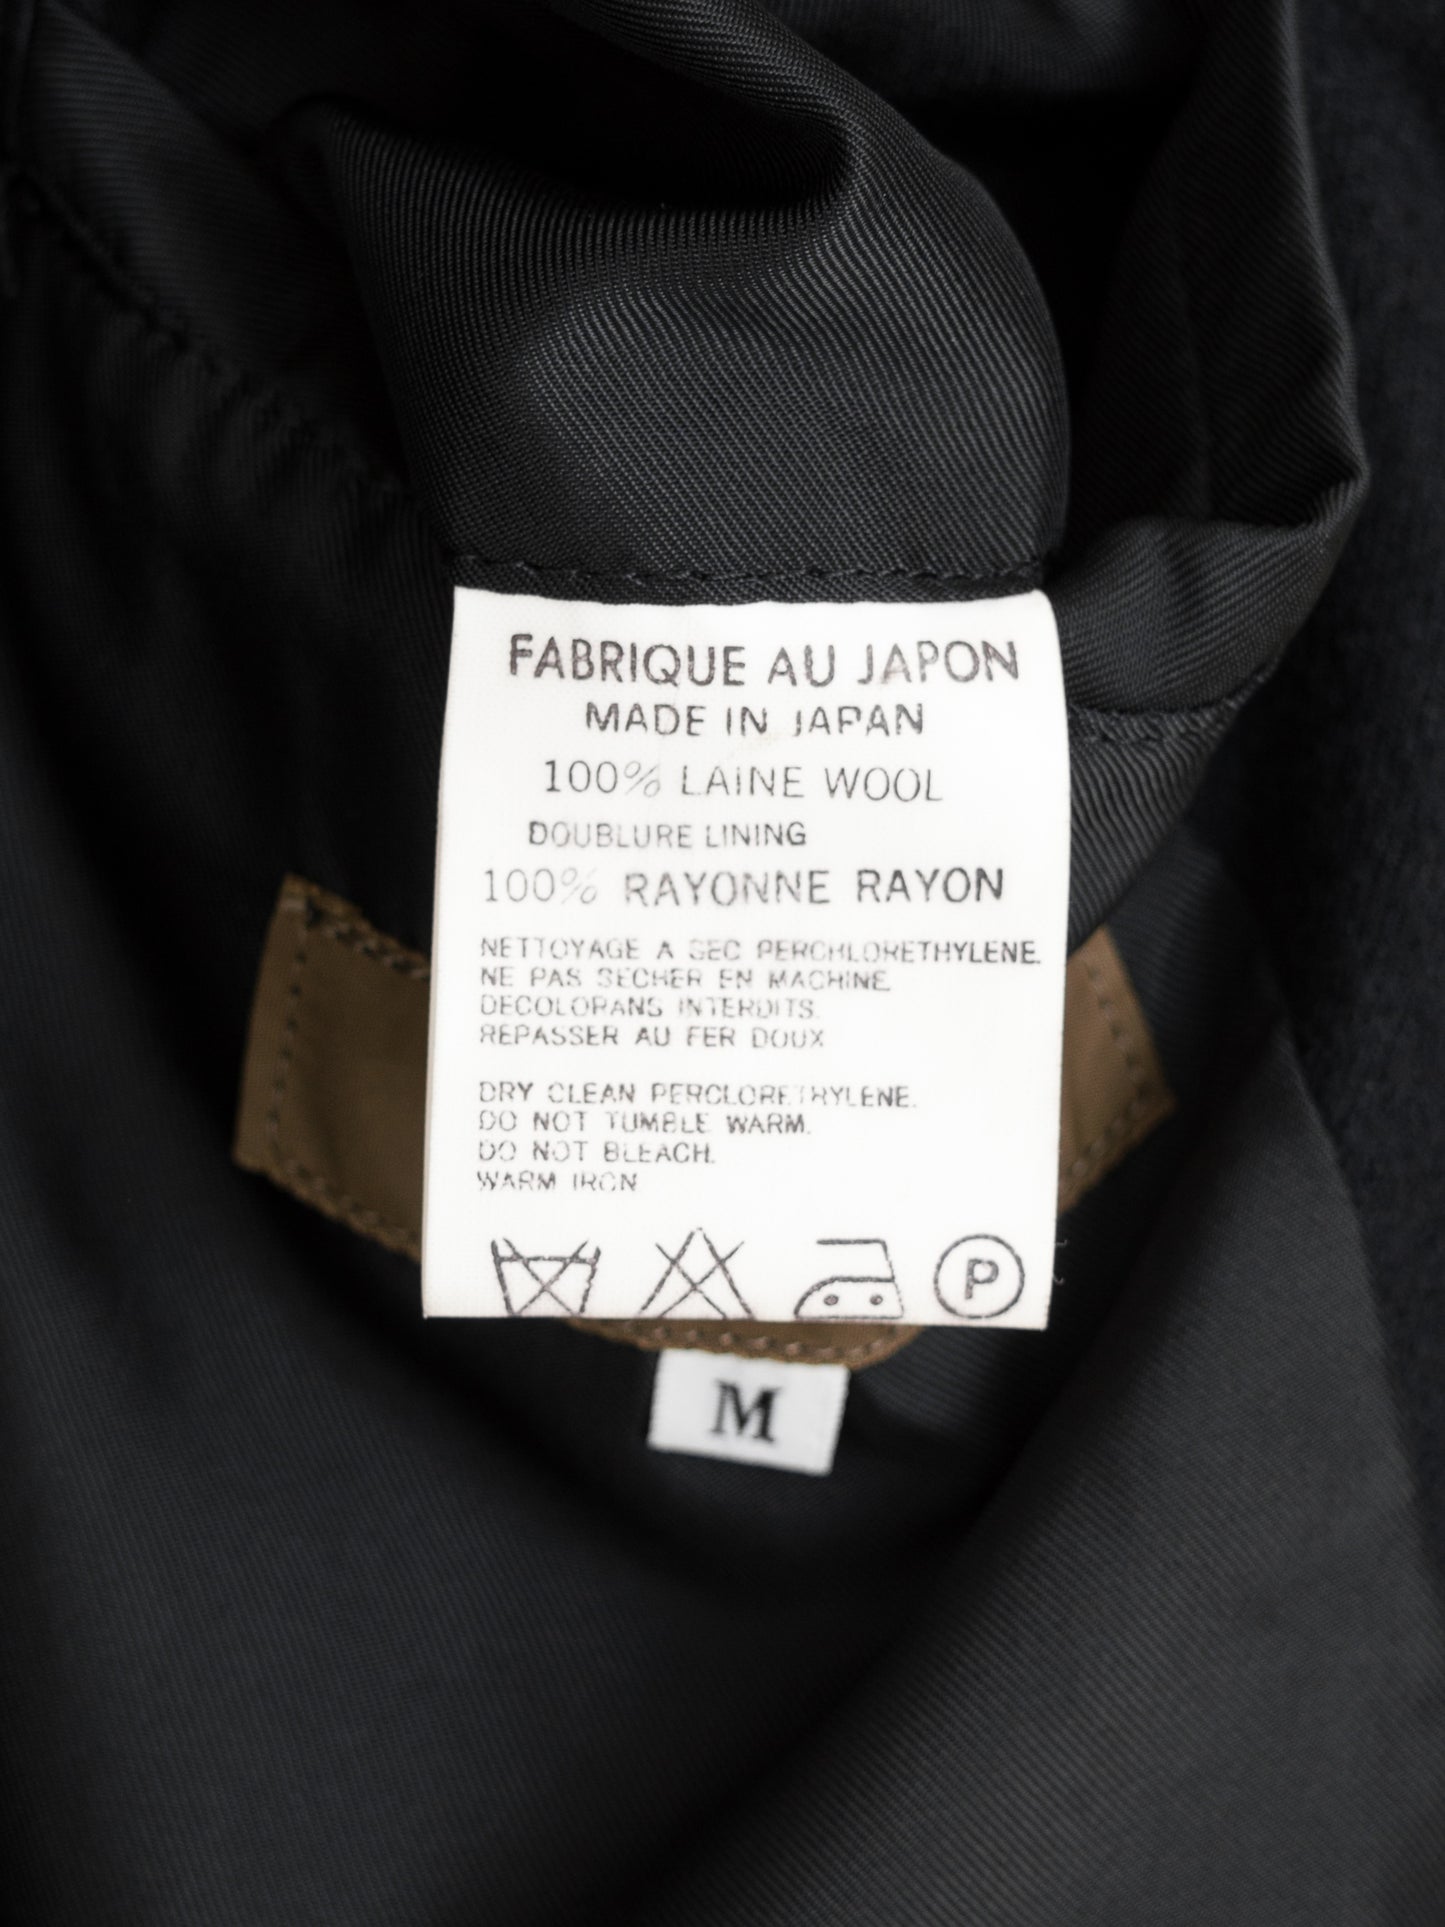 FABRIQUE AU JAPON
MADE IN JAPAN
100% LAINE WOOL
DOUBLURE LINING
100% RAYONNE RAYON
NETTOYAGE A SEC PERCHLORETHYLENE.
NE PAS SECHER EN MACHINE.
DECOLORANS INTERDITS.
REPASSER AU FER DOUX
DRY CLEAN PERCLORETHYLENE.
DO NOT TUMBLE WARM.
DO NOT BLEACH.
WARM IRON
P
M